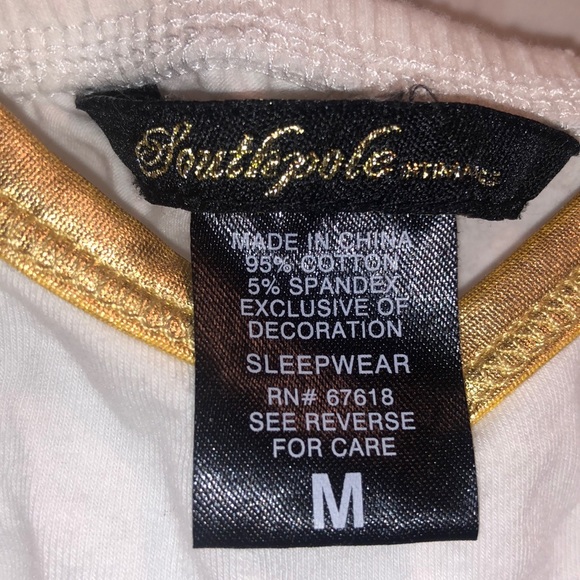 Southpole
MADE IN CHINA
95% COTTON
5% SPANDEX
EXCLUSIVE OF
DECORATION
SLEEPWEAR
RN# 67618
SEE REVERSE
FOR CARE
M